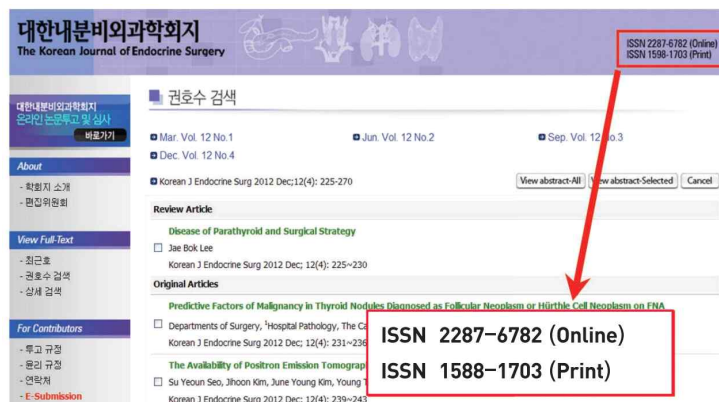 대한내분비외과학회지
The Korean Journal of Endocrine Surgery
ISSN 2287-6782 (Online)
ISSN 1598-1703 (Print)
대한내분비외과학회지
온라인 논문투고 및 심사
바로가기
About
- 학회지 소개
- 편집위원회
View Full-Text
- 최근호
- 권호수 검색
- 상세 검색
For Contributors
- 투고 규정
- 윤리 규정
- 연락처
- E-Submission
권호수 검색
Mar. Vol. 12 No.1
Jun. Vol. 12 No.2
Sep. Vol. 12 No.3
Dec. Vol. 12 No.4
Korean J Endocrine Surg 2012 Dec;12(4): 225-270
View abstract-All
View abstract-Selected
Cancel
Review Article
Disease of Parathyroid and Surgical Strategy
Jae Bok Lee
Korean J Endocrine Surg 2012 Dec; 12(4): 225~230
Original Articles
Predictive Factors of Malignancy in Thyroid Nodules Diagnosed as Follicular Neoplasm or Hürthle Cell Neoplasm on FNA
Departments of Surgery, ¹Hospital Pathology, The Ca
Korean J Endocrine Surg 2012 Dec; 12(4): 231~236
The Availability of Positron Emission Tomograp
Su Yeoun Seo, Jihoon Kim, June Young Kim, Young T
Korean J Endocrine Surg 2012 Dec; 12(4): 239~243
ISSN 2287-6782 (Online)
ISSN 1588-1703 (Print)